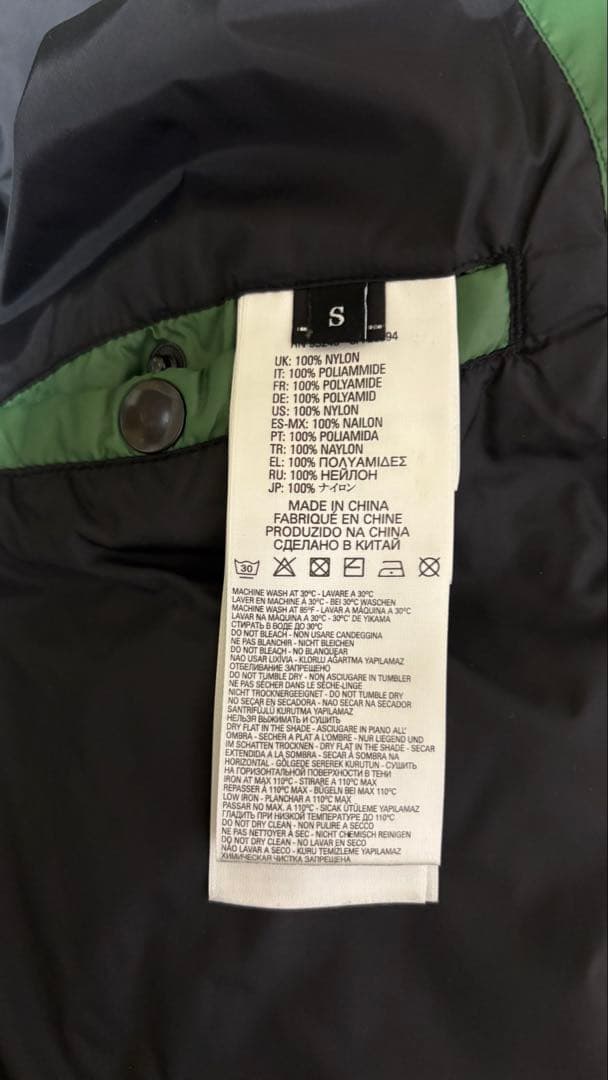 S
94
UK: 100% NYLON
IT: 100% POLIAMMIDE
FR: 100% POLYAMIDE
DE: 100% POLYAMID
US: 100% NYLON
ES-MX: 100% NAILON
PT: 100% POLIAMIDA
TR: 100% NAYLON
EL: 100% ΠΟΛΥΑΜΙΔΕΣ
RU: 100% НЕЙЛОН
JP: 100% ナイロン
MADE IN CHINA
FABRIQUÉ EN CHINE
PRODUZIDO NA CHINA
СДЕЛАНО В КИТАЙ
30
MACHINE WASH AT 30°C - LAVARE A 30°C
LAVER EN MACHINE À 30°C - BEI 30°C WASCHEN
MACHINE WASH AT 85°F - LAVAR A MÁQUINA A 30°C
LAVAR NA MÁQUINA A 30°C - 30°C' DE YIKAMA
СТИРАТЬ В ВОДЕ ДО 30°C
DO NOT BLEACH - NON USARE CANDEGGINA
NE PAS BLANCHIR - NICHT BLEICHEN
DO NOT BLEACH - NO BLANQUEAR
NAO USAR LIXÍVIA - KLORLU AĞARTMA YAPILAMAZ
ОТБЕЛИВАНИЕ ЗАПРЕЩЕНО
DO NOT TUMBLE DRY - NON ASCIUGARE IN TUMBLER
NE PAS SÉCHER DANS LE SÈCHE-LINGE
NICHT TROCKNERGEEIGNET - DO NOT TUMBLE DRY
NO SECAR EN SECADORA - NÃO SECAR NA SECADOR
SANTRİFÜJLÜ KURUTMA YAPILAMAZ
НЕЛЬЗЯ ВЫЖИМАТЬ И СУШИТЬ
DRY FLAT IN THE SHADE - ASCIUGARE IN PIANO ALL'
OMBRA - SECHER A PLAT A L'OMBRE - NUR LIEGEND UND
IM SCHATTEN TROCKNEN - DRY FLAT IN THE SHADE - SECAR
EXTENDIDA A LA SOMBRA - SECAR À SOMBRA NA
HORIZONTAL - GÖLGEDE SEREREK KURUTUN - СУШИТЬ
НА ГОРИЗОНТАЛЬНОЙ ПОВЕРХНОСТИ В ТЕНИ
IRON AT MAX 110°C - STIRARE A 110°C MAX
REPASSER À 110°C MAX - BÜGELN BEI MAX 110°C
LOW IRON - PLANCHAR A 110°C MAX
PASSAR NO MAX. A 110°C - SICAK ÜTÜLEME YAPILAMAZ
ГЛАДИТЬ ПРИ НИЗКОЙ ТЕМПЕРАТУРЕ ДО 110°C
DO NOT DRY CLEAN - NON PULIRE A SECCO
NE PAS NETTOYER A SEC - NICHT CHEMISCH REINIGEN
DO NOT DRY CLEAN - NO LAVAR EN SECO
NÃO LAVAR A SECO - KURU TEMİZLEME YAPILAMAZ
ХИМИЧЕСКАЯ ЧИСТКА ЗАПРЕЩЕНА